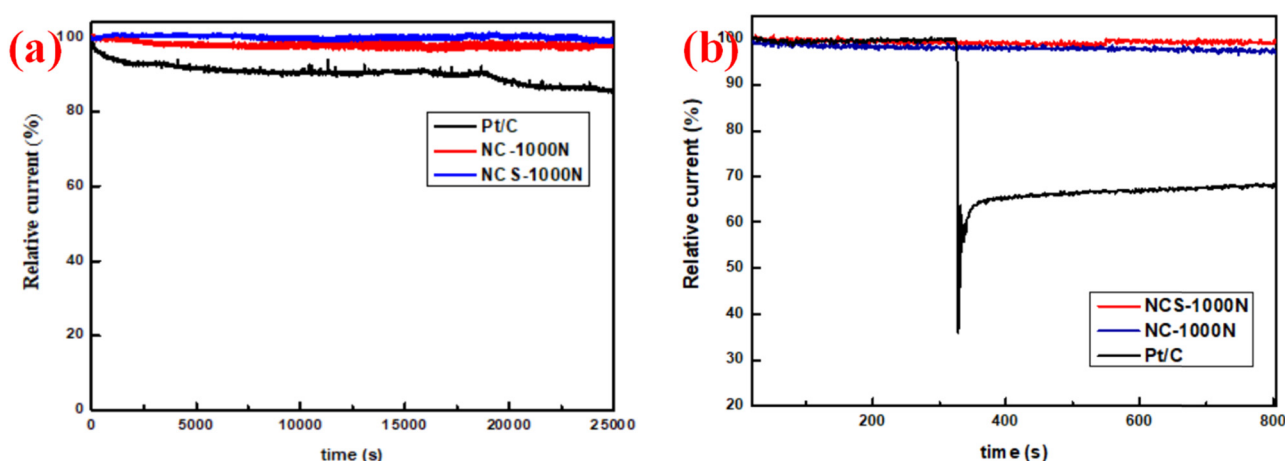 (a)
Relative current (%)
100
80
60
40
20
0
Pt/C
NC-1000N
NCS-1000N
0 5000 10000 15000 20000 25000
time (s)
(b)
Relative current (%)
100
90
80
70
60
50
40
30
20
NCS-1000N
NC-1000N
Pt/C
200 400 600 800
time (s)